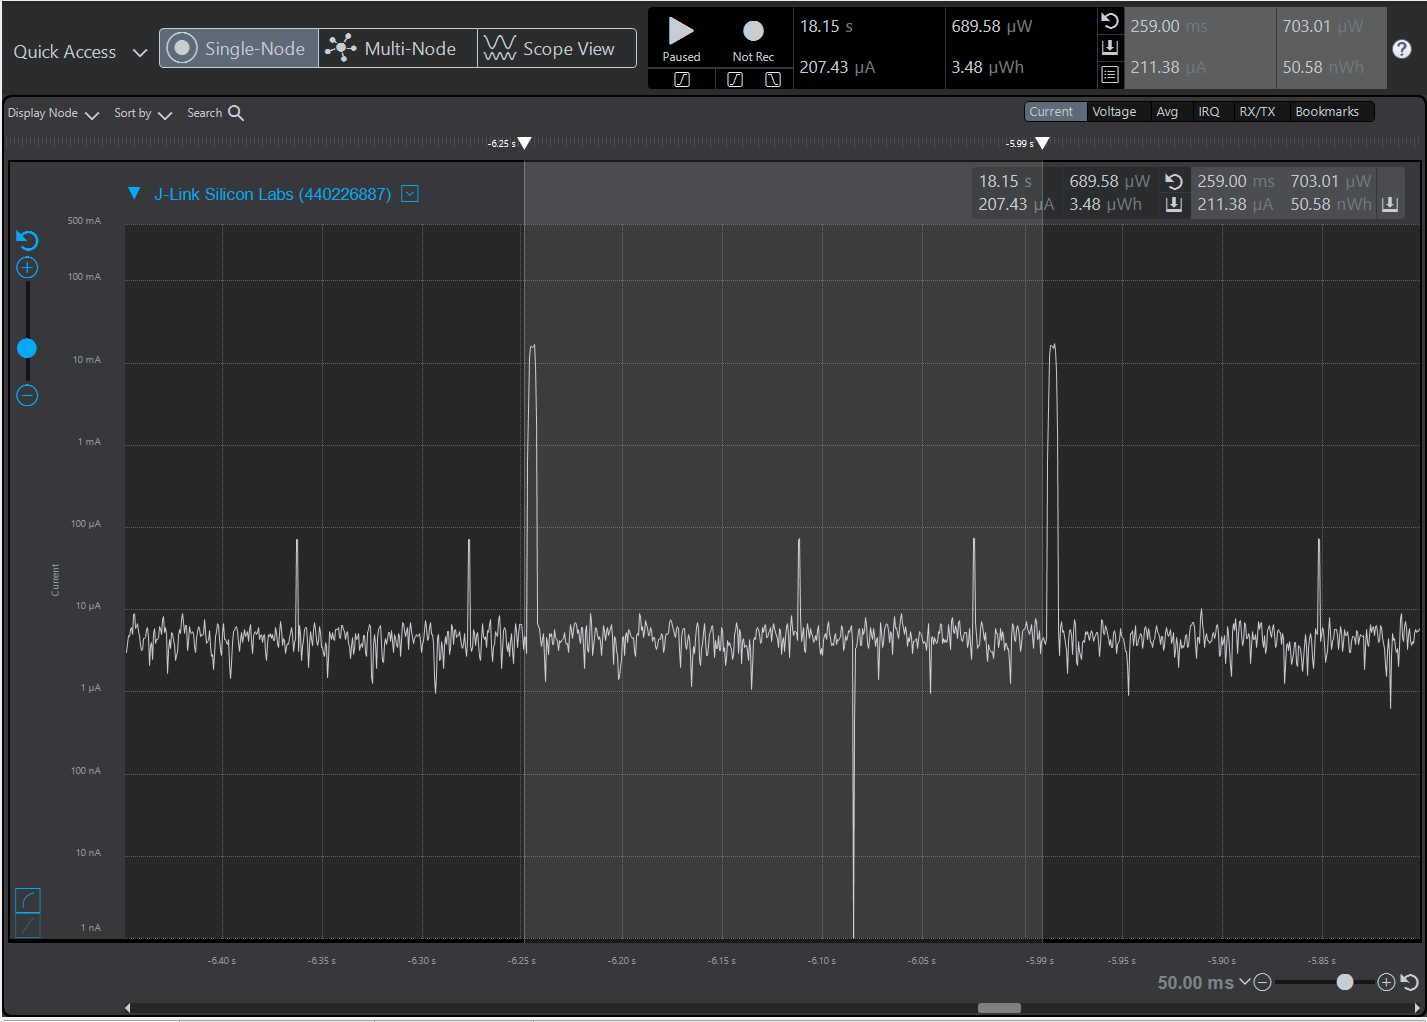 Quick Access
Single-Node
Multi-Node
Scope View
Paused
Not Rec
18.15 s
207.43 µA
689.58 µW
3.48 µWh
259.00 ms
211.38 µA
703.01 µW
50.58 nWh
?
Display Node
Sort by
Search
Current
Voltage
Avg
IRQ
RX/TX
Bookmarks
-6.25 s
-5.99 s
J-Link Silicon Labs (440226887)
18.15 s 689.58 µW 259.00 ms 703.01 µW
207.43 µA 3.48 µWh 211.38 µA 50.58 nWh
500 mA
100 mA
10 mA
1 mA
100 µA
Current
10 µA
1 µA
100 nA
10 nA
1 nA
-6.40 s -6.35 s -6.30 s -6.25 s -6.20 s -6.15 s -6.10 s -6.05 s -5.99 s -5.95 s -5.90 s -5.85 s
50.00 ms